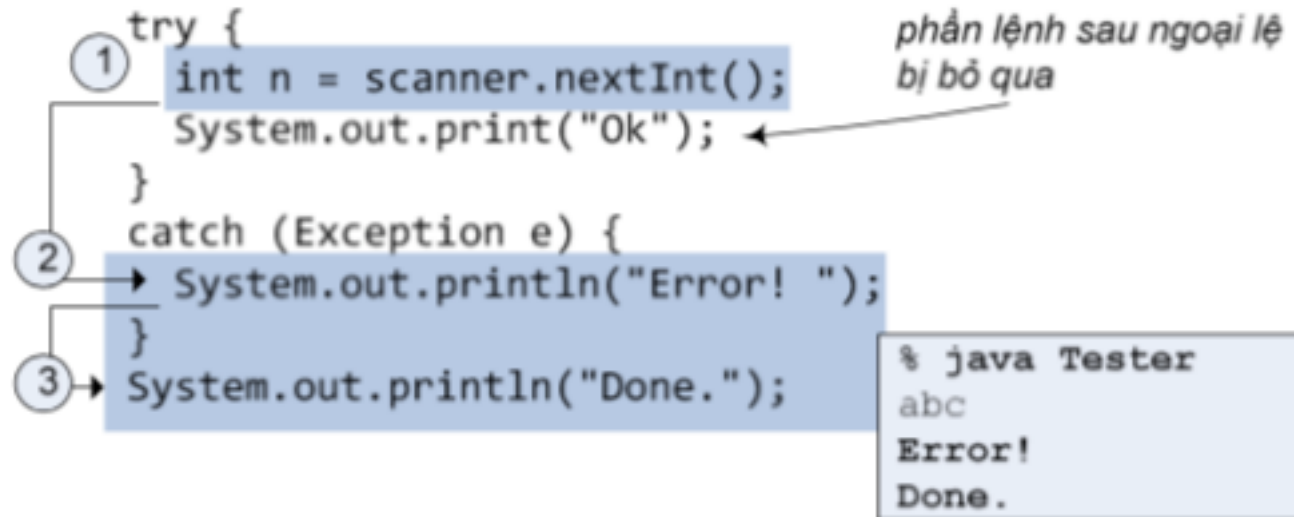 try {
phần lệnh sau ngoại lệ
bị bỏ qua
1
int n = scanner.nextInt();
System.out.print("Ok");
}
catch (Exception e) {
2
System.out.println("Error! ");
}
3
System.out.println("Done.");
% java Tester
abc
Error!
Done.